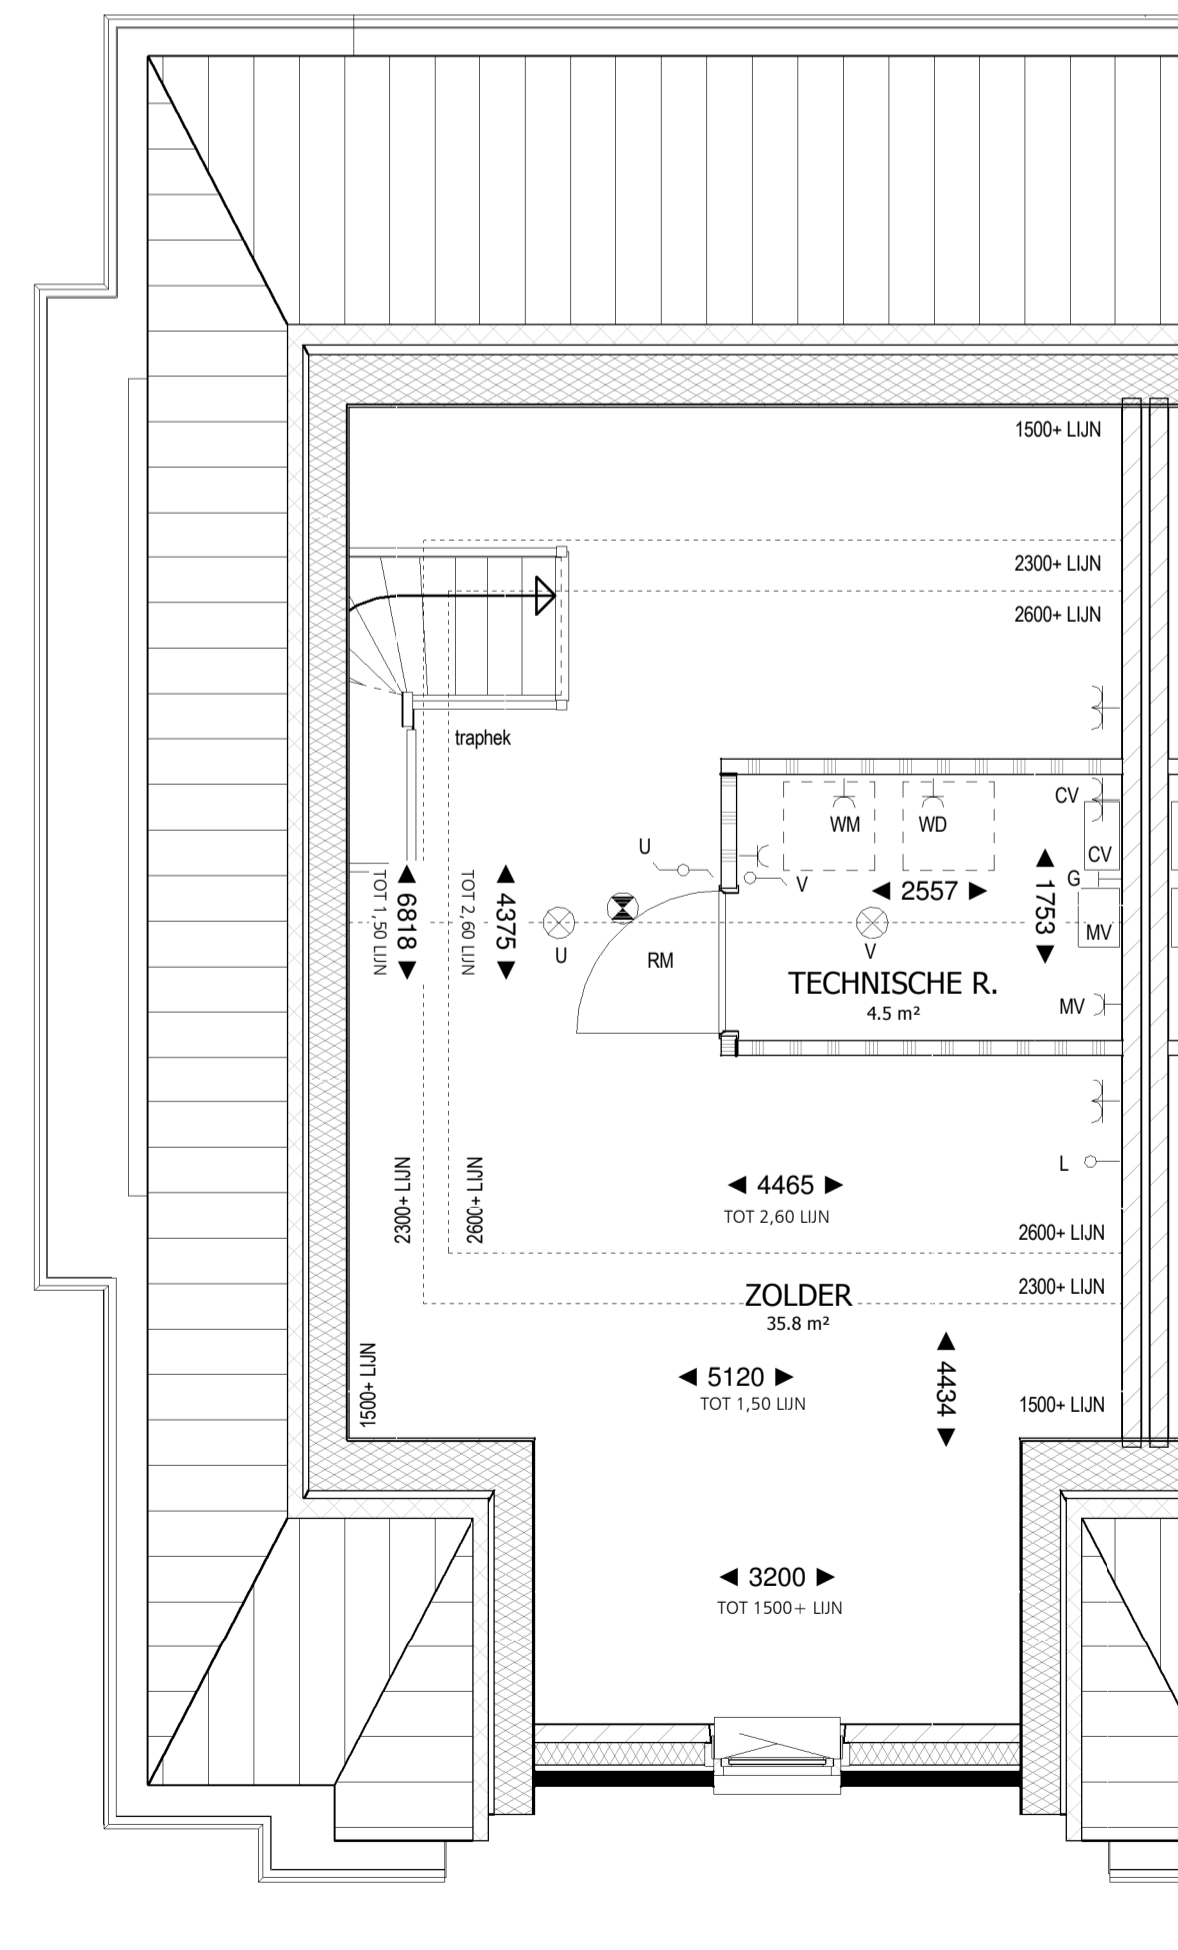 1500+ LIJN
2300+ LIJN
2600+ LIJN
traphek
CV
WM
WD
U
CV
G
V
2557
1753
6818
TOT 1,50 LIJN
4375
TOT 2,60 LIJN
U
RM
V
MV
TECHNISCHE R.
4.5 m²
MV
L
2300+ LIJN
2600+ LIJN
4465
TOT 2,60 LIJN
2600+ LIJN
2300+ LIJN
ZOLDER
35.8 m²
1500+ LIJN
5120
TOT 1,50 LIJN
4434
1500+ LIJN
3200
TOT 1500+ LIJN